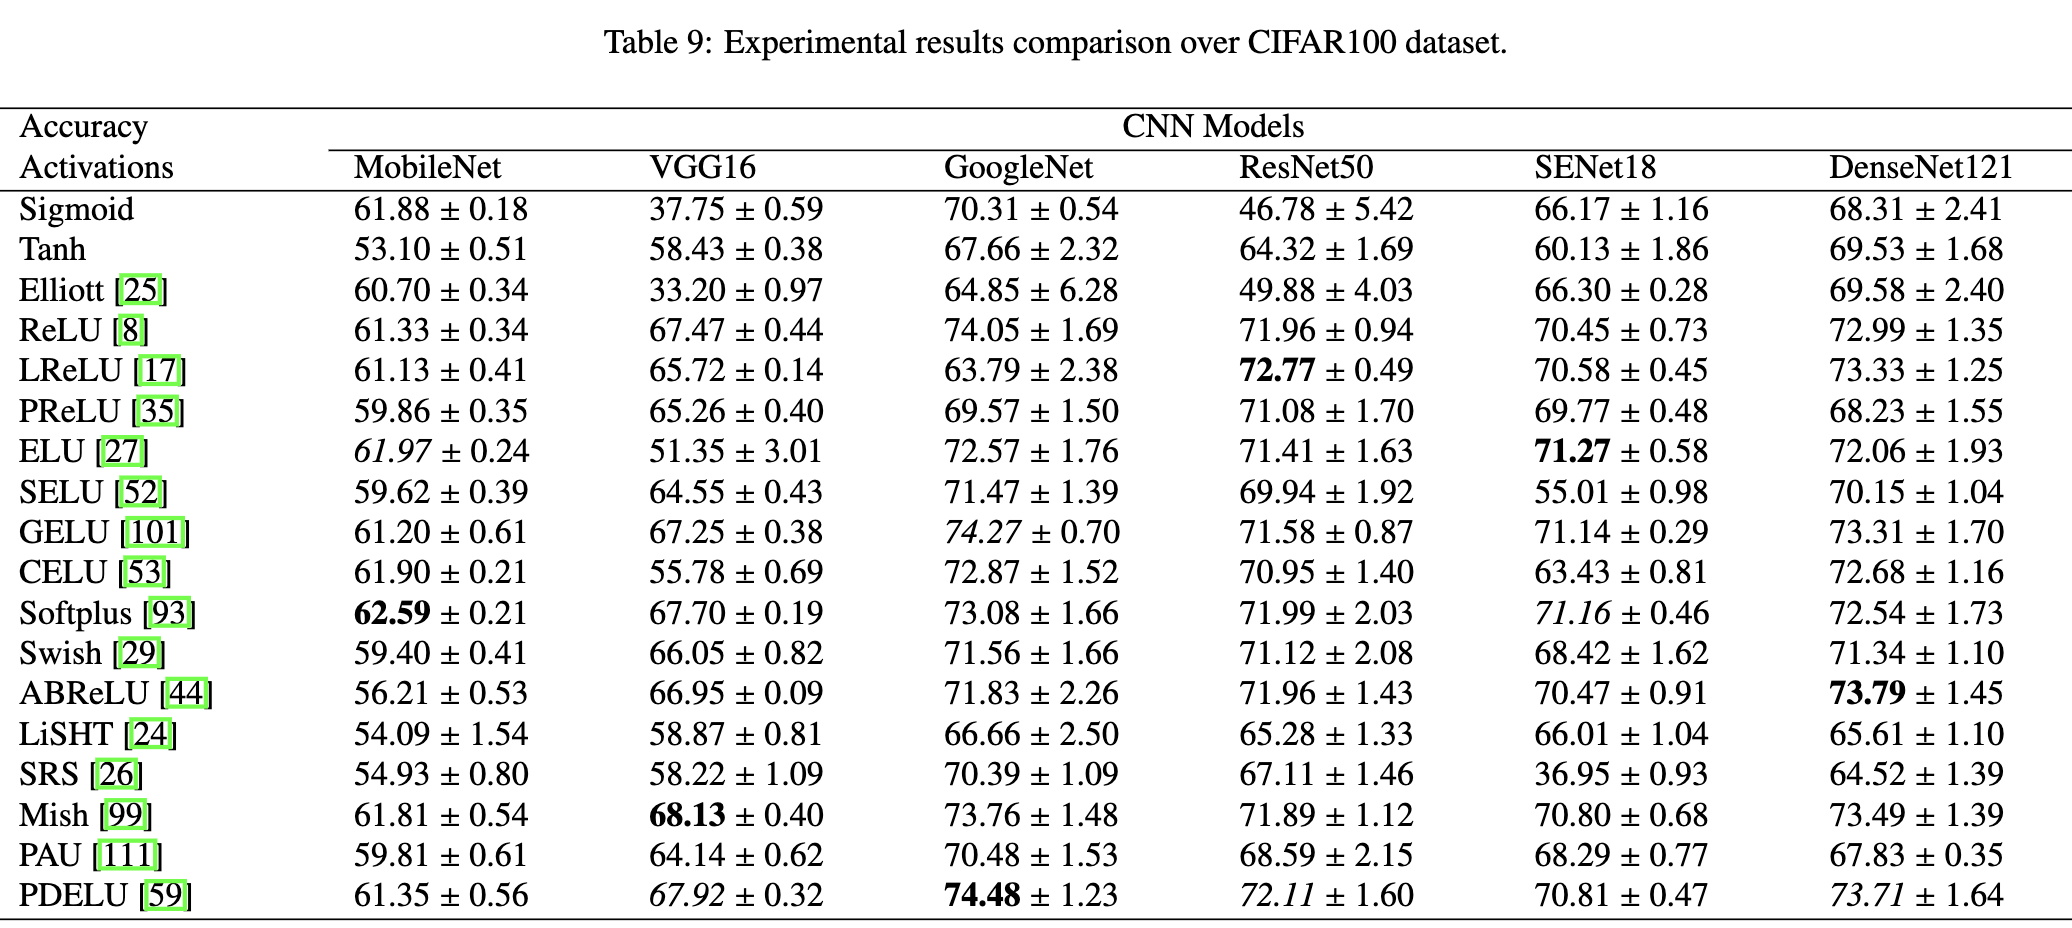 Table 9: Experimental results comparison over CIFAR100 dataset.
Accuracy CNN Models
Activations MobileNet VGG16 GoogleNet ResNet50 SENet18 DenseNet121
Sigmoid 61.88 ± 0.18 37.75 ± 0.59 70.31 ± 0.54 46.78 ± 5.42 66.17 ± 1.16 68.31 ± 2.41
Tanh 53.10 ± 0.51 58.43 ± 0.38 67.66 ± 2.32 64.32 ± 1.69 60.13 ± 1.86 69.53 ± 1.68
Elliott [25] 60.70 ± 0.34 33.20 ± 0.97 64.85 ± 6.28 49.88 ± 4.03 66.30 ± 0.28 69.58 ± 2.40
ReLU [8] 61.33 ± 0.34 67.47 ± 0.44 74.05 ± 1.69 71.96 ± 0.94 70.45 ± 0.73 72.99 ± 1.35
LReLU [17] 61.13 ± 0.41 65.72 ± 0.14 63.79 ± 2.38 72.77 ± 0.49 70.58 ± 0.45 73.33 ± 1.25
PReLU [35] 59.86 ± 0.35 65.26 ± 0.40 69.57 ± 1.50 71.08 ± 1.70 69.77 ± 0.48 68.23 ± 1.55
ELU [27] 61.97 ± 0.24 51.35 ± 3.01 72.57 ± 1.76 71.41 ± 1.63 71.27 ± 0.58 72.06 ± 1.93
SELU [52] 59.62 ± 0.39 64.55 ± 0.43 71.47 ± 1.39 69.94 ± 1.92 55.01 ± 0.98 70.15 ± 1.04
GELU [101] 61.20 ± 0.61 67.25 ± 0.38 74.27 ± 0.70 71.58 ± 0.87 71.14 ± 0.29 73.31 ± 1.70
CELU [53] 61.90 ± 0.21 55.78 ± 0.69 72.87 ± 1.52 70.95 ± 1.40 63.43 ± 0.81 72.68 ± 1.16
Softplus [93] 62.59 ± 0.21 67.70 ± 0.19 73.08 ± 1.66 71.99 ± 2.03 71.16 ± 0.46 72.54 ± 1.73
Swish [29] 59.40 ± 0.41 66.05 ± 0.82 71.56 ± 1.66 71.12 ± 2.08 68.42 ± 1.62 71.34 ± 1.10
ABReLU [44] 56.21 ± 0.53 66.95 ± 0.09 71.83 ± 2.26 71.96 ± 1.43 70.47 ± 0.91 73.79 ± 1.45
LiSHT [24] 54.09 ± 1.54 58.87 ± 0.81 66.66 ± 2.50 65.28 ± 1.33 66.01 ± 1.04 65.61 ± 1.10
SRS [26] 54.93 ± 0.80 58.22 ± 1.09 70.39 ± 1.09 67.11 ± 1.46 36.95 ± 0.93 64.52 ± 1.39
Mish [99] 61.81 ± 0.54 68.13 ± 0.40 73.76 ± 1.48 71.89 ± 1.12 70.80 ± 0.68 73.49 ± 1.39
PAU [111] 59.81 ± 0.61 64.14 ± 0.62 70.48 ± 1.53 68.59 ± 2.15 68.29 ± 0.77 67.83 ± 0.35
PDELU [59] 61.35 ± 0.56 67.92 ± 0.32 74.48 ± 1.23 72.11 ± 1.60 70.81 ± 0.47 73.71 ± 1.64